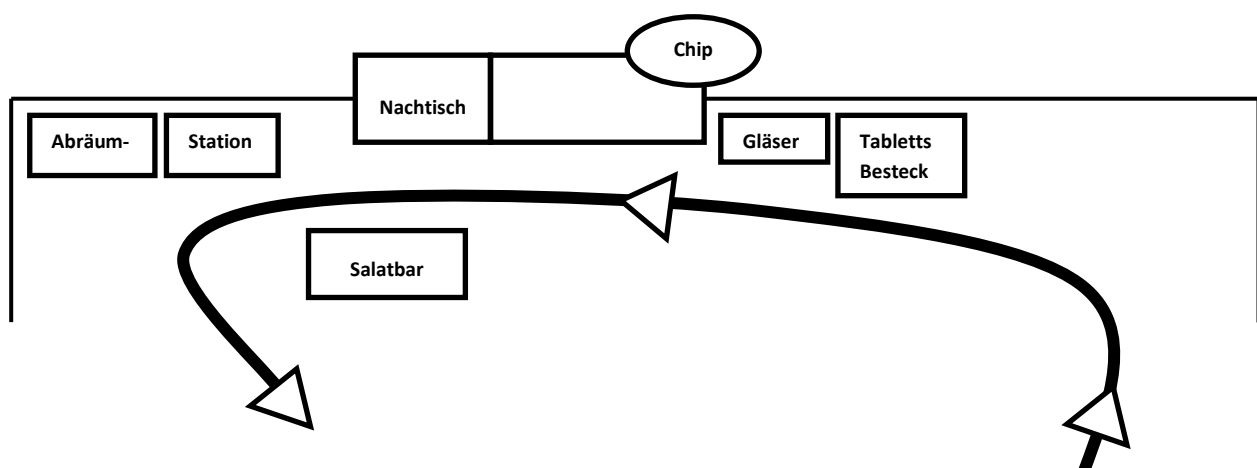 Chip
Nachtisch
Abräum-
Station
Gläser
Tabletts
Besteck
Salatbar